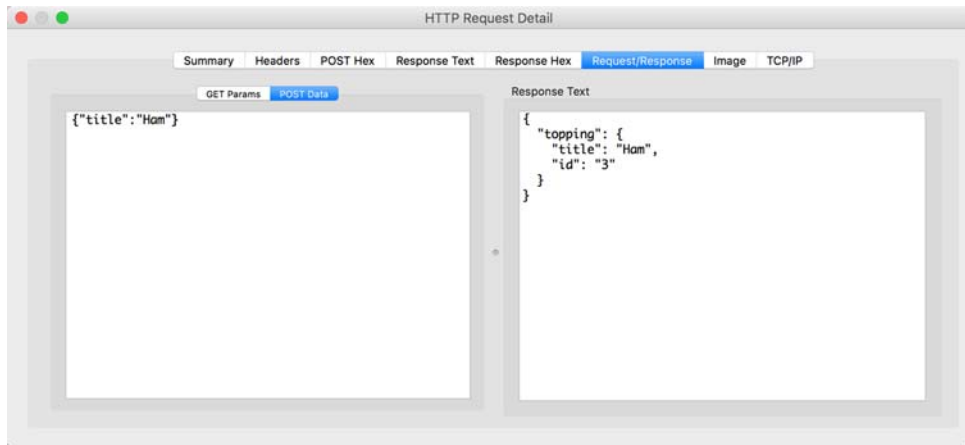 HTTP Request Detail
Summary Headers POST Hex Response Text Response Hex Request/Response Image TCP/IP
GET Params POST Data
{"title":"Ham"}
Response Text
{
  "topping": {
    "title": "Ham",
    "id": "3"
  }
}